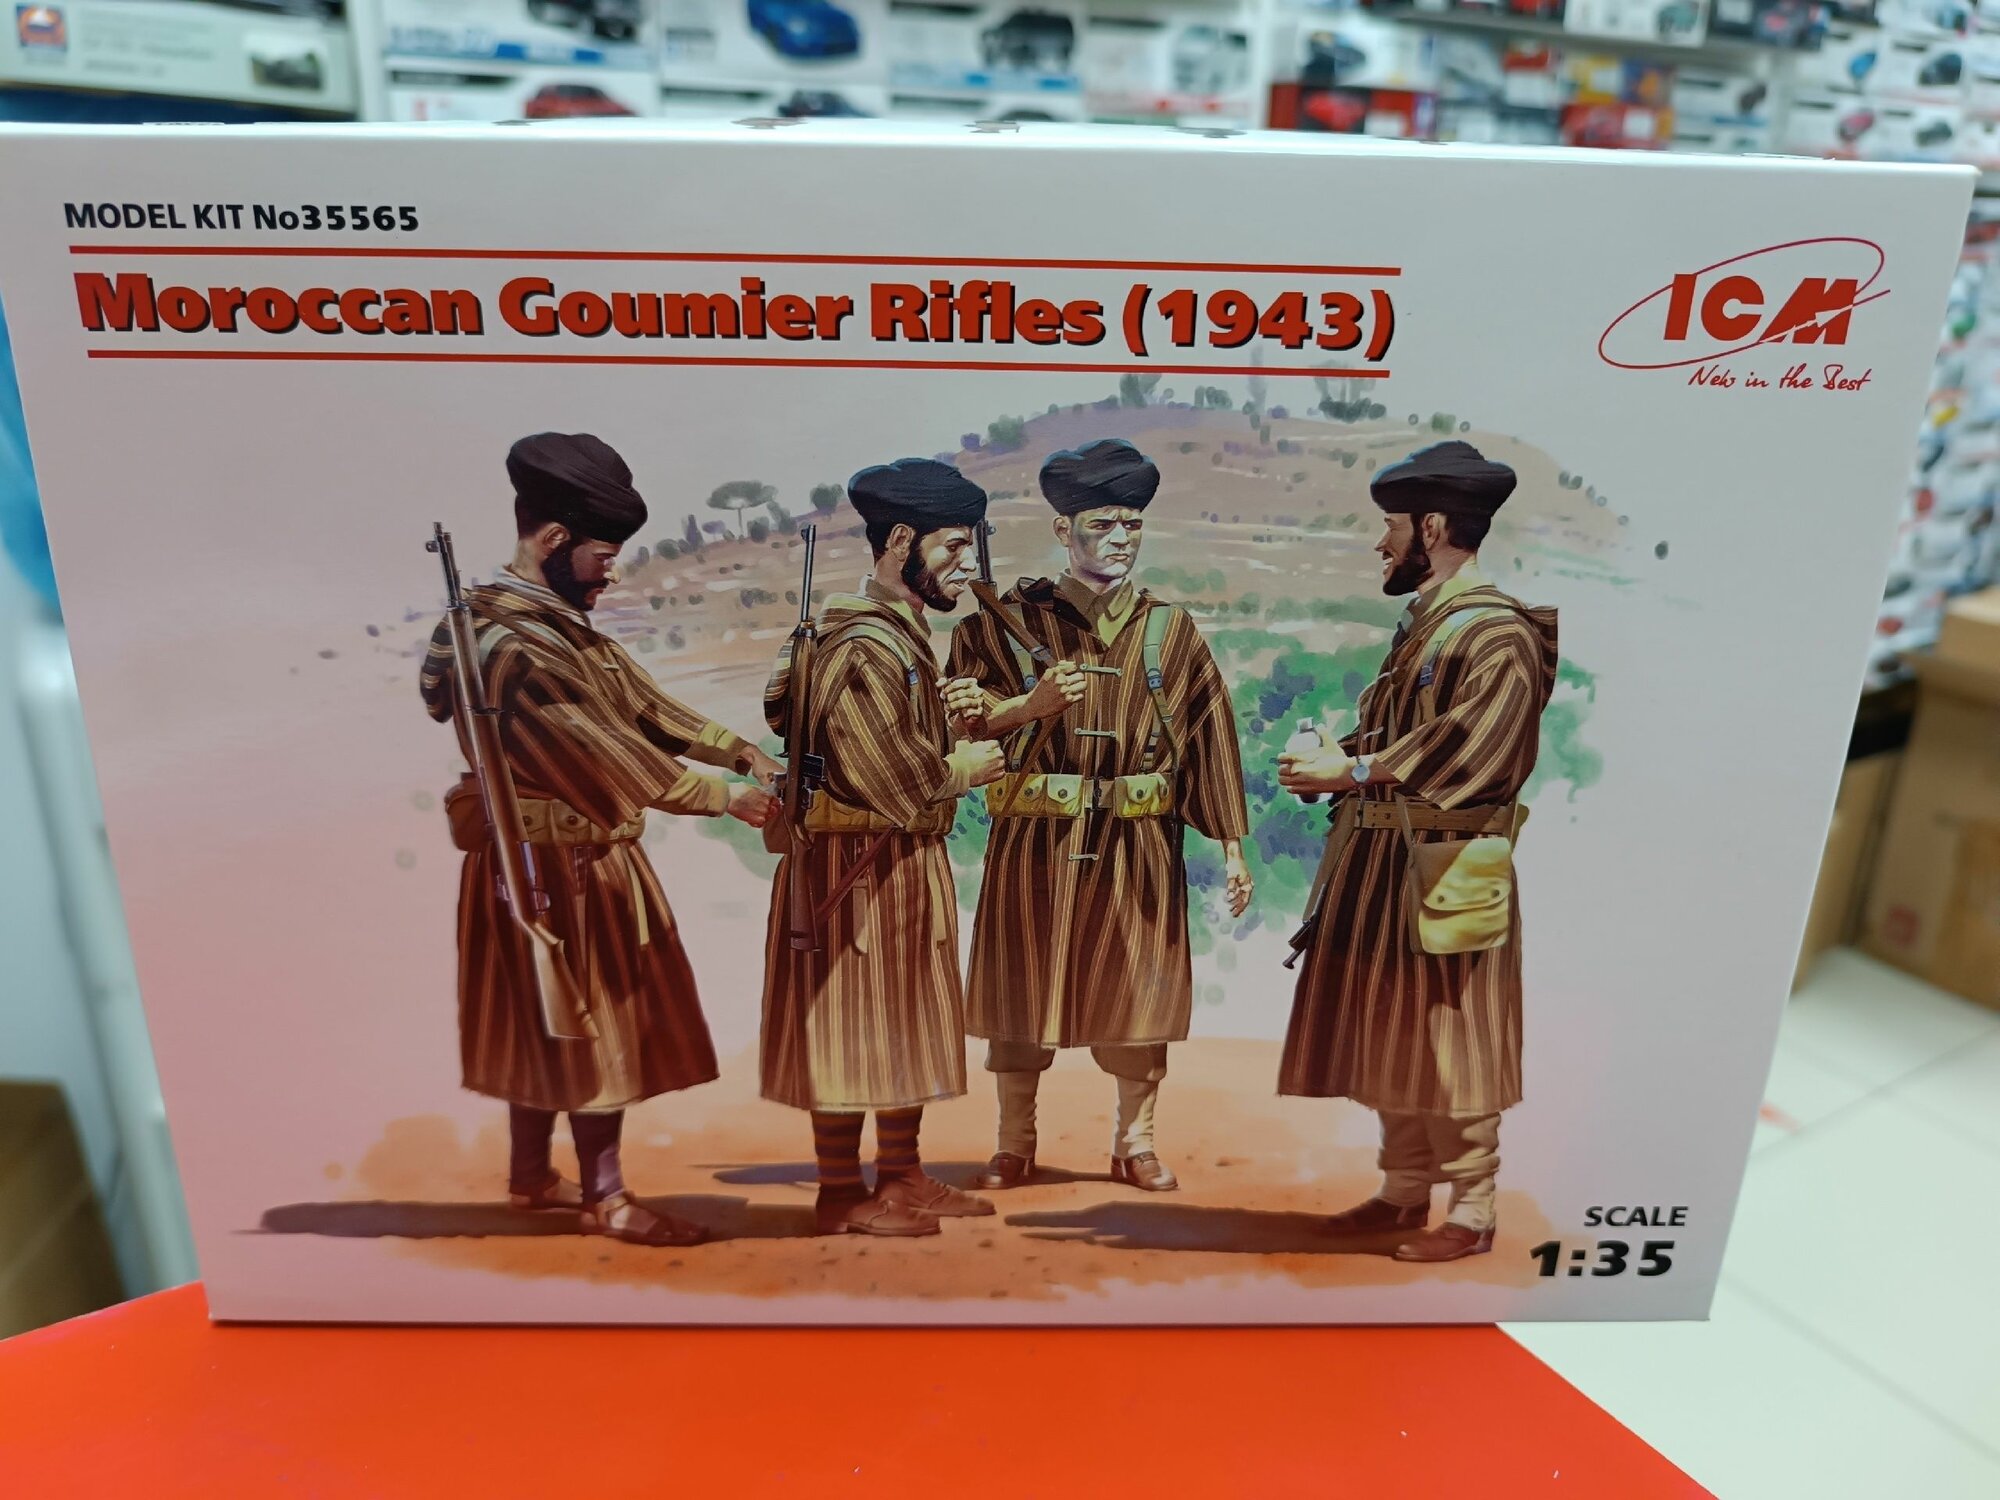 MODEL KIT No35565
Moroccan Goumier Rifles (1943)
ICM
New in the Best
SCALE
1:35